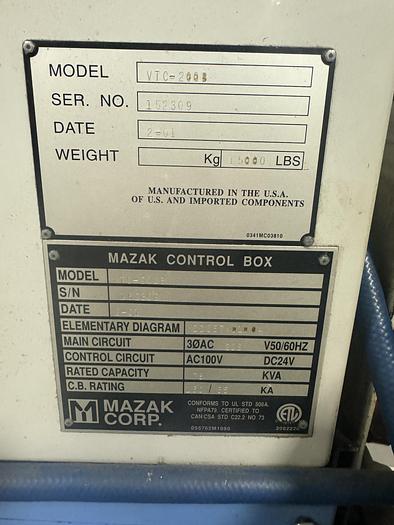 MODEL VTC-200B
SER. NO. 152309
DATE 2-01
WEIGHT Kg 15000 LBS
MANUFACTURED IN THE U.S.A.
OF U.S. AND IMPORTED COMPONENTS
0341MC03810
MAZAK CONTROL BOX
MODEL
S/N
DATE
ELEMENTARY DIAGRAM
MAIN CIRCUIT 3ØAC V50/60HZ
CONTROL CIRCUIT AC100V DC24V
RATED CAPACITY KVA
C.B. RATING KA
M MAZAK CORP.
CONFORMS TO UL STD 508A,
NFPA79 CERTIFIED TO
CAN/CSA STD C22.2 NO 73
ETL